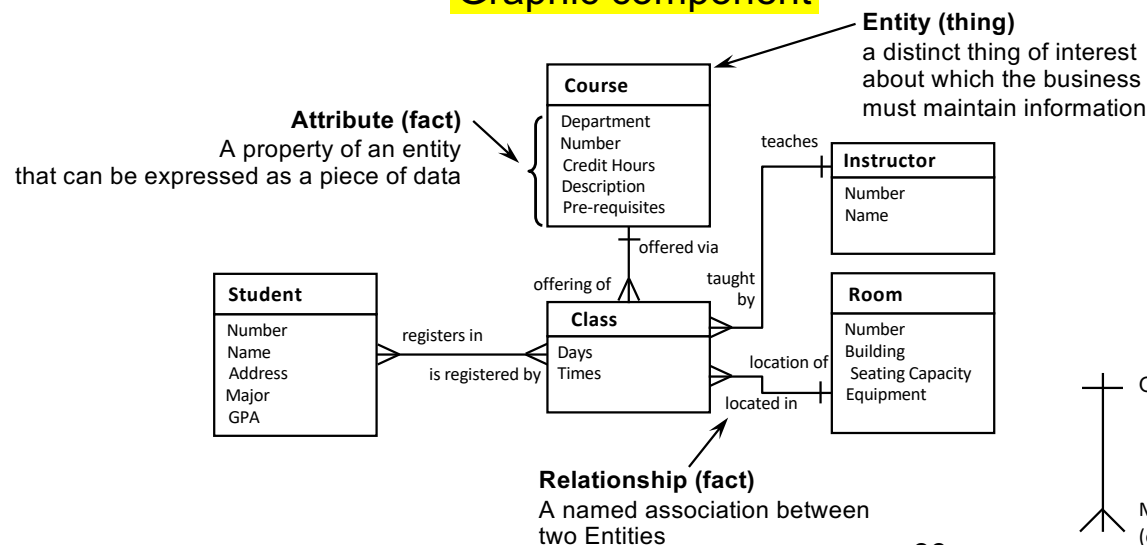 Graphic component
Entity (thing)
a distinct thing of interest
about which the business
must maintain information
Course
Department
Number
Credit Hours
Description
Pre-requisites
Attribute (fact)
A property of an entity
that can be expressed as a piece of data
teaches
Instructor
Number
Name
offered via
offering of
taught
by
Student
Number
Name
Address
Major
GPA
registers in
is registered by
Class
Days
Times
location of
located in
Room
Number
Building
Seating Capacity
Equipment
Relationship (fact)
A named association between
two Entities